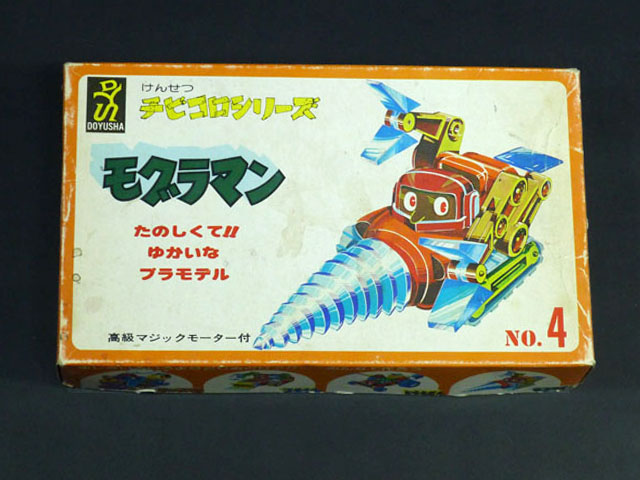 DYS
DOYUSHA
けんせつ
チビコロシリーズ
モグラマン
たのしくて!!
ゆかいな
プラモデル
高級マジックモーター付
NO. 4